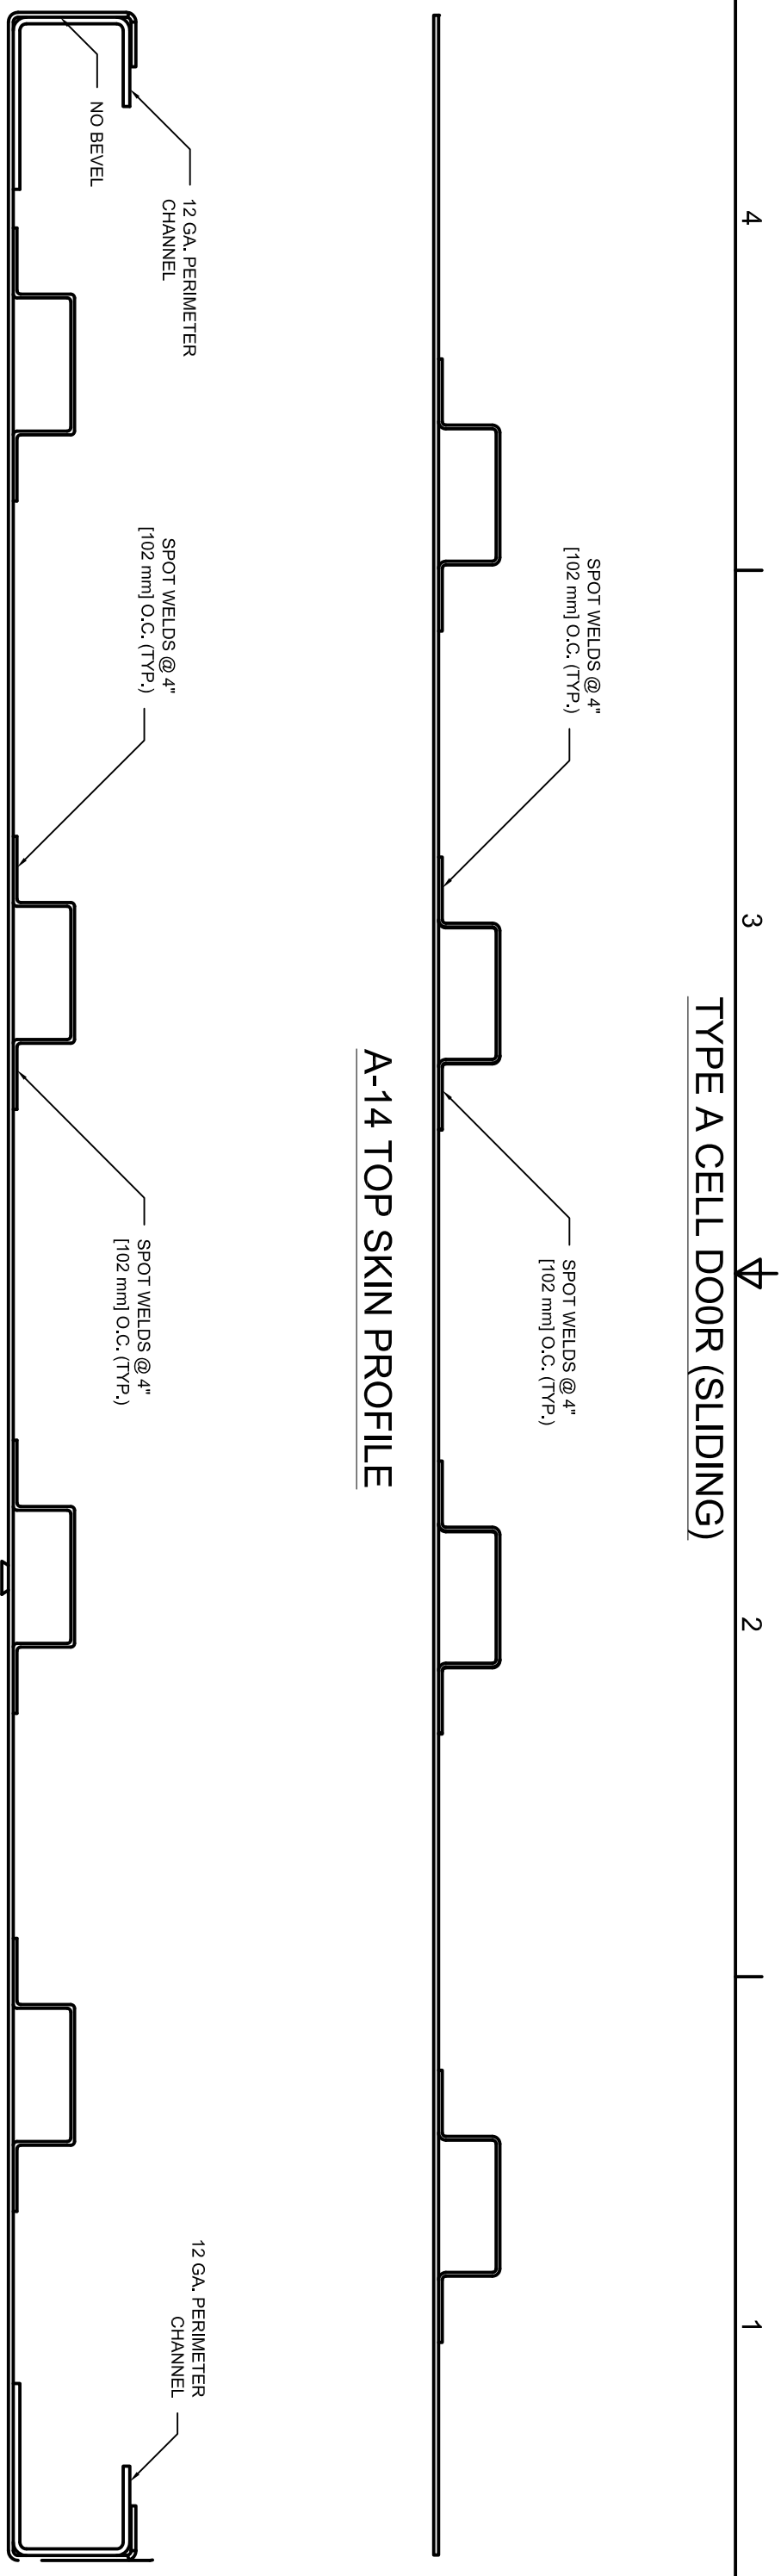 4
3
2
1
TYPE A CELL DOOR (SLIDING)
SPOT WELDS @ 4"
[102 mm] O.C. (TYP.)
SPOT WELDS @ 4"
[102 mm] O.C. (TYP.)
A-14 TOP SKIN PROFILE
12 GA. PERIMETER
CHANNEL
NO BEVEL
SPOT WELDS @ 4"
[102 mm] O.C. (TYP.)
SPOT WELDS @ 4"
[102 mm] O.C. (TYP.)
12 GA. PERIMETER
CHANNEL